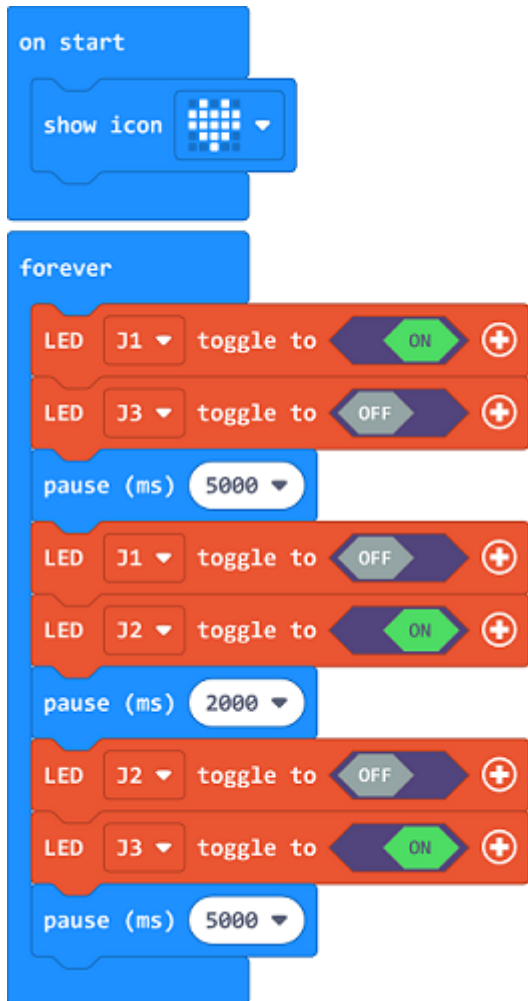 on start
show icon
forever
LED J1 toggle to ON
LED J3 toggle to OFF
pause (ms) 5000
LED J1 toggle to OFF
LED J2 toggle to ON
pause (ms) 2000
LED J2 toggle to OFF
LED J3 toggle to ON
pause (ms) 5000